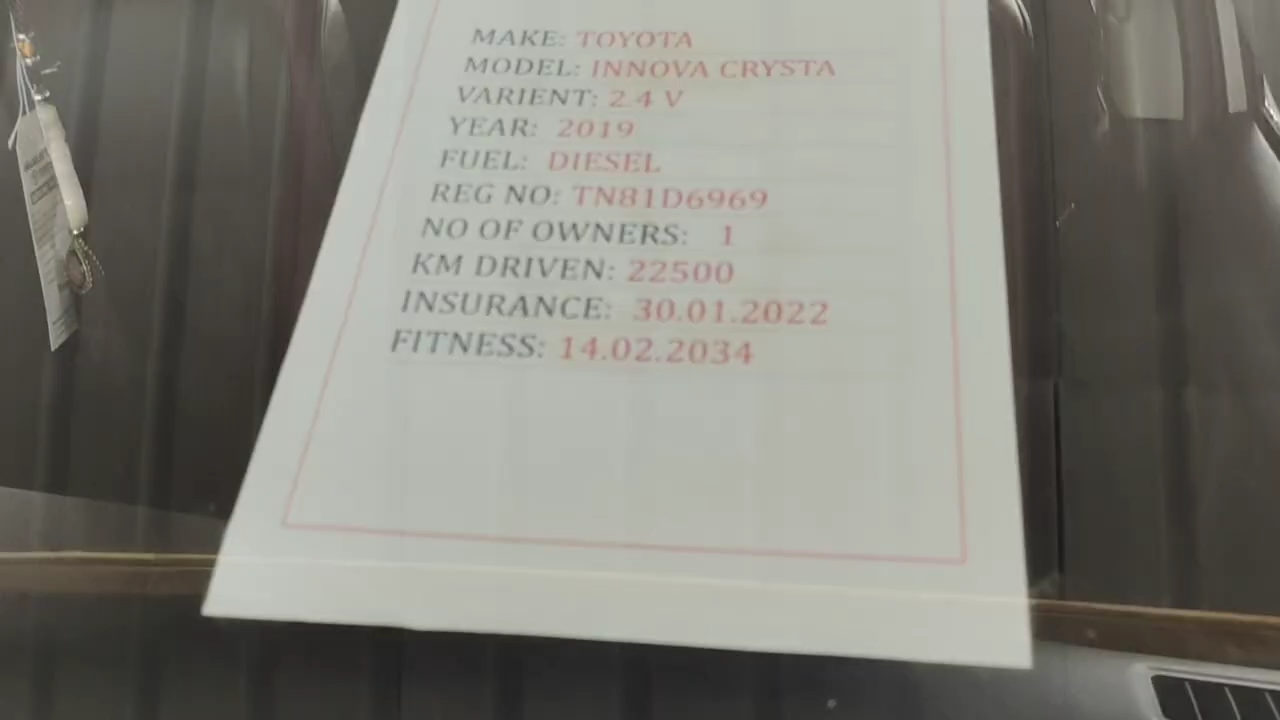 MAKE: TOYOTA
MODEL: INNOVA CRYSTA
VARIENT: 2.4 V
YEAR: 2019
FUEL: DIESEL
REG NO: TN81D6969
NO OF OWNERS: 1
KM DRIVEN: 22500
INSURANCE: 30.01.2022
FITNESS: 14.02.2034